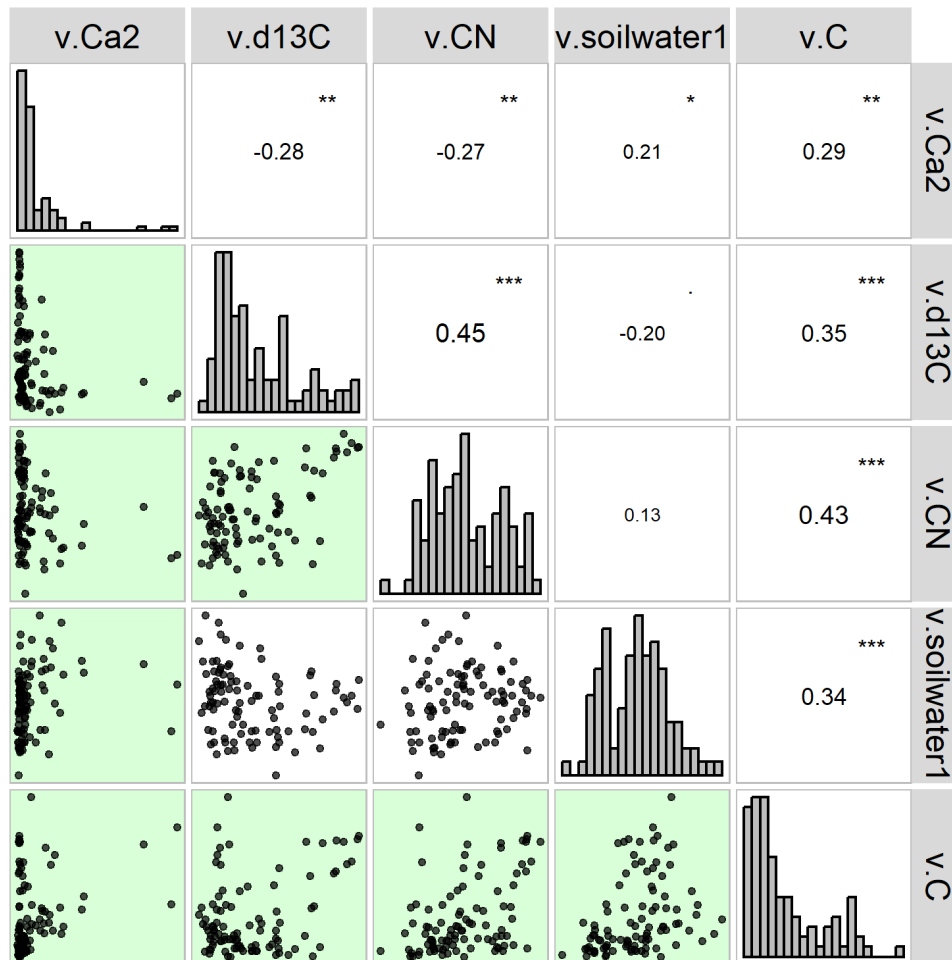 v.Ca2 v.d13C v.CN v.soilwater1 v.C
** ** * **
-0.28 -0.27 0.21 0.29
v.Ca2
*** . ***
0.45 -0.20 0.35
v.d13C
***
0.13 0.43
v.CN
***
0.34
v.soilwater1
v.C